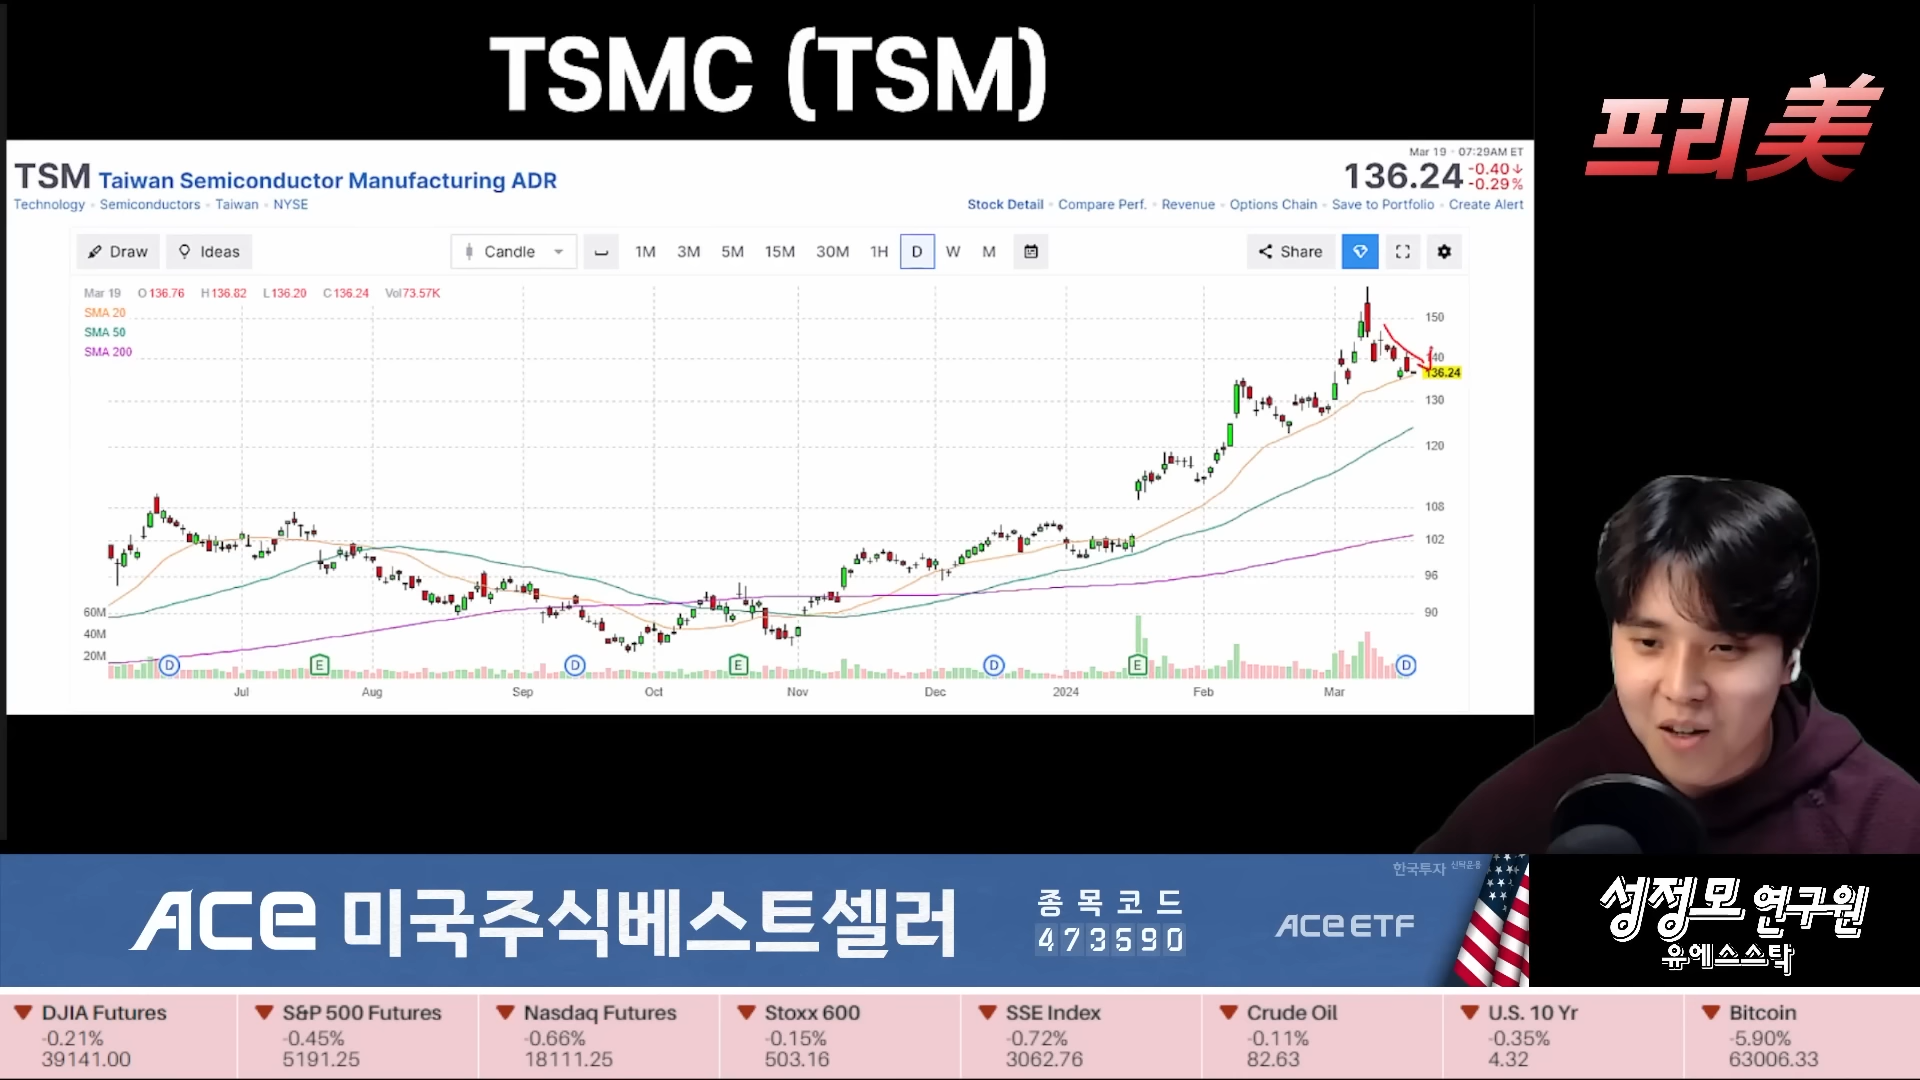 TSMC (TSM)
프리美
Mar 19 · 07:29AM ET
TSM Taiwan Semiconductor Manufacturing ADR
136.24 -0.40↓
-0.29%
Technology • Semiconductors • Taiwan • NYSE
Stock Detail • Compare Perf. • Revenue • Options Chain • Save to Portfolio • Create Alert
Draw Ideas Candle 1M 3M 5M 15M 30M 1H D W M Share
Mar 19 O 136.76 H 136.82 L 136.20 C 136.24 Vol 73.57K
SMA 20
SMA 50
SMA 200
150
140
136.24
130
120
108
102
96
90
60M
40M
20M
D E D E D E D
Jul Aug Sep Oct Nov Dec 2024 Feb Mar
한국투자 신탁운용
ACE 미국주식베스트셀러
종목코드
473590
ACE ETF
성정모 연구원
유에스스탁
DJIA Futures
-0.21%
39141.00
S&P 500 Futures
-0.45%
5191.25
Nasdaq Futures
-0.66%
18111.25
Stoxx 600
-0.15%
503.16
SSE Index
-0.72%
3062.76
Crude Oil
-0.11%
82.63
U.S. 10 Yr
-0.35%
4.32
Bitcoin
-5.90%
63006.33